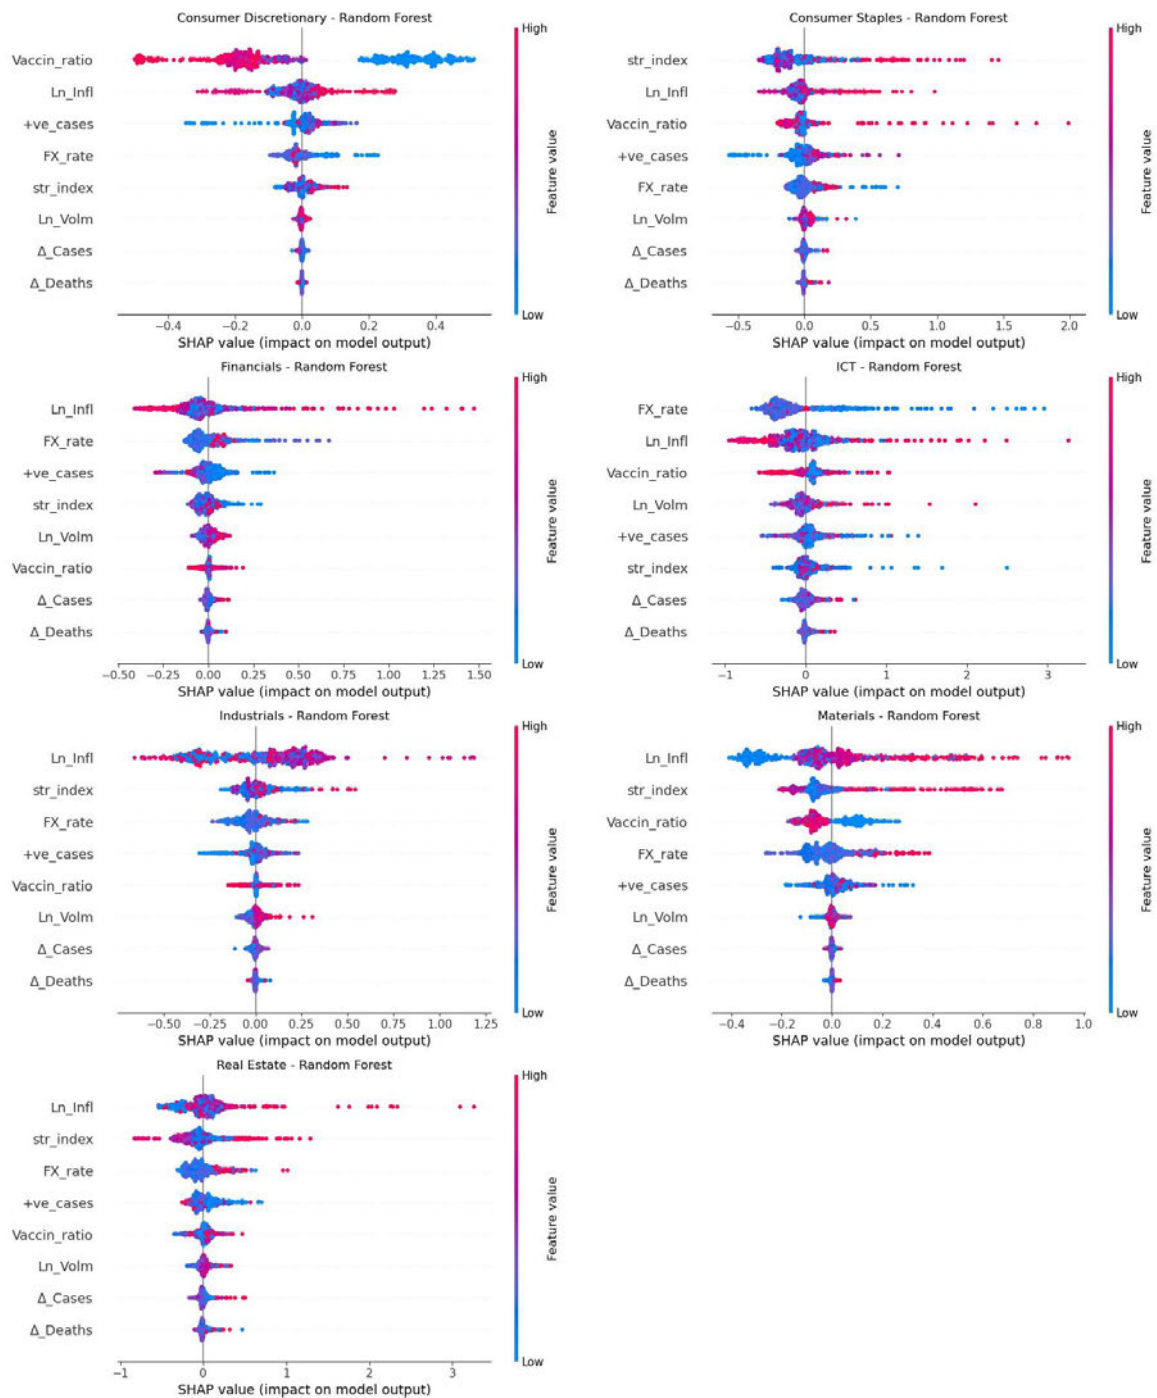 Consumer Discretionary - Random Forest
High
Vaccin_ratio
Ln_Infl
+ve_cases
FX_rate
str_index
Ln_Volm
Δ_Cases
Δ_Deaths
Feature value
Low
−0.4 −0.2 0.0 0.2 0.4
SHAP value (impact on model output)
Consumer Staples - Random Forest
High
str_index
Ln_Infl
Vaccin_ratio
+ve_cases
FX_rate
Ln_Volm
Δ_Cases
Δ_Deaths
Feature value
Low
−0.5 0.0 0.5 1.0 1.5 2.0
SHAP value (impact on model output)
Financials - Random Forest
High
Ln_Infl
FX_rate
+ve_cases
str_index
Ln_Volm
Vaccin_ratio
Δ_Cases
Δ_Deaths
Feature value
Low
−0.50 −0.25 0.00 0.25 0.50 0.75 1.00 1.25 1.50
SHAP value (impact on model output)
ICT - Random Forest
High
FX_rate
Ln_Infl
Vaccin_ratio
Ln_Volm
+ve_cases
str_index
Δ_Cases
Δ_Deaths
Feature value
Low
−1 0 1 2 3
SHAP value (impact on model output)
Industrials - Random Forest
High
Ln_Infl
str_index
FX_rate
+ve_cases
Vaccin_ratio
Ln_Volm
Δ_Cases
Δ_Deaths
Feature value
Low
−0.50 −0.25 0.00 0.25 0.50 0.75 1.00 1.25
SHAP value (impact on model output)
Materials - Random Forest
High
Ln_Infl
str_index
Vaccin_ratio
FX_rate
+ve_cases
Ln_Volm
Δ_Cases
Δ_Deaths
Feature value
Low
−0.4 −0.2 0.0 0.2 0.4 0.6 0.8 1.0
SHAP value (impact on model output)
Real Estate - Random Forest
High
Ln_Infl
str_index
FX_rate
+ve_cases
Vaccin_ratio
Ln_Volm
Δ_Cases
Δ_Deaths
Feature value
Low
−1 0 1 2 3
SHAP value (impact on model output)